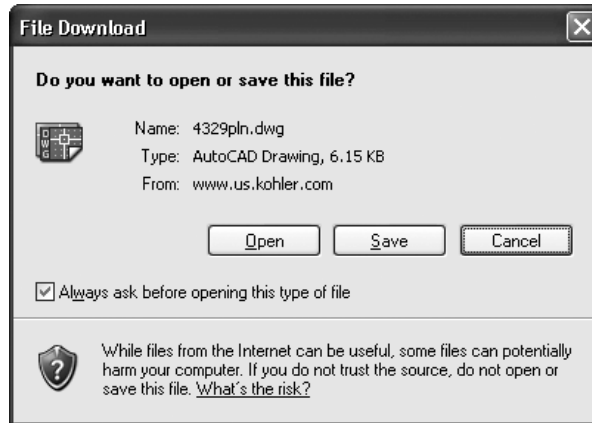 File Download
Do you want to open or save this file?
DWG
Name: 4329pln.dwg
Type: AutoCAD Drawing, 6.15 KB
From: www.us.kohler.com
Open Save Cancel
Always ask before opening this type of file
While files from the Internet can be useful, some files can potentially
harm your computer. If you do not trust the source, do not open or
save this file. What's the risk?